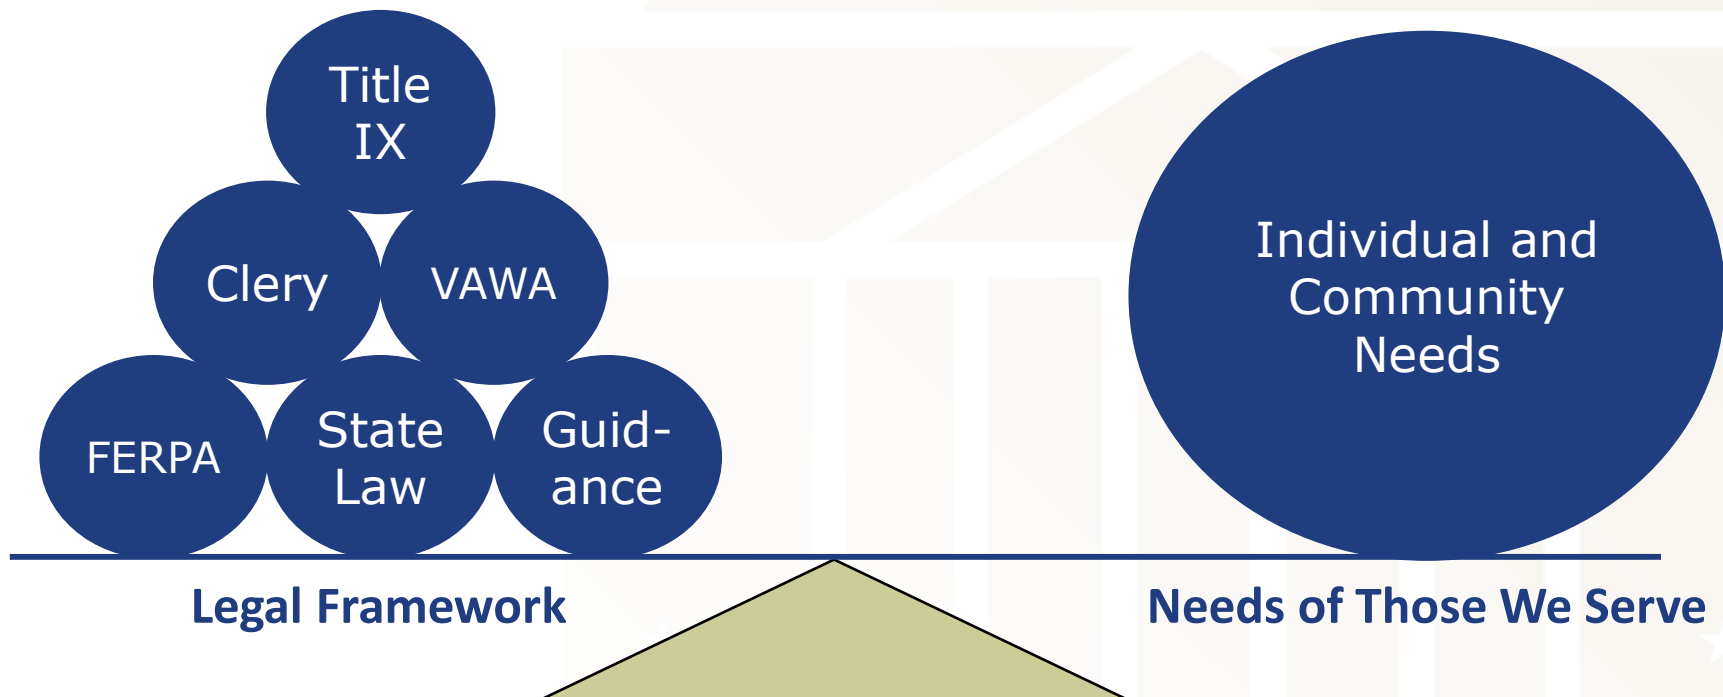 Title
IX
Clery
VAWA
FERPA
State
Law
Guid-
ance
Individual and
Community
Needs
Legal Framework
Needs of Those We Serve